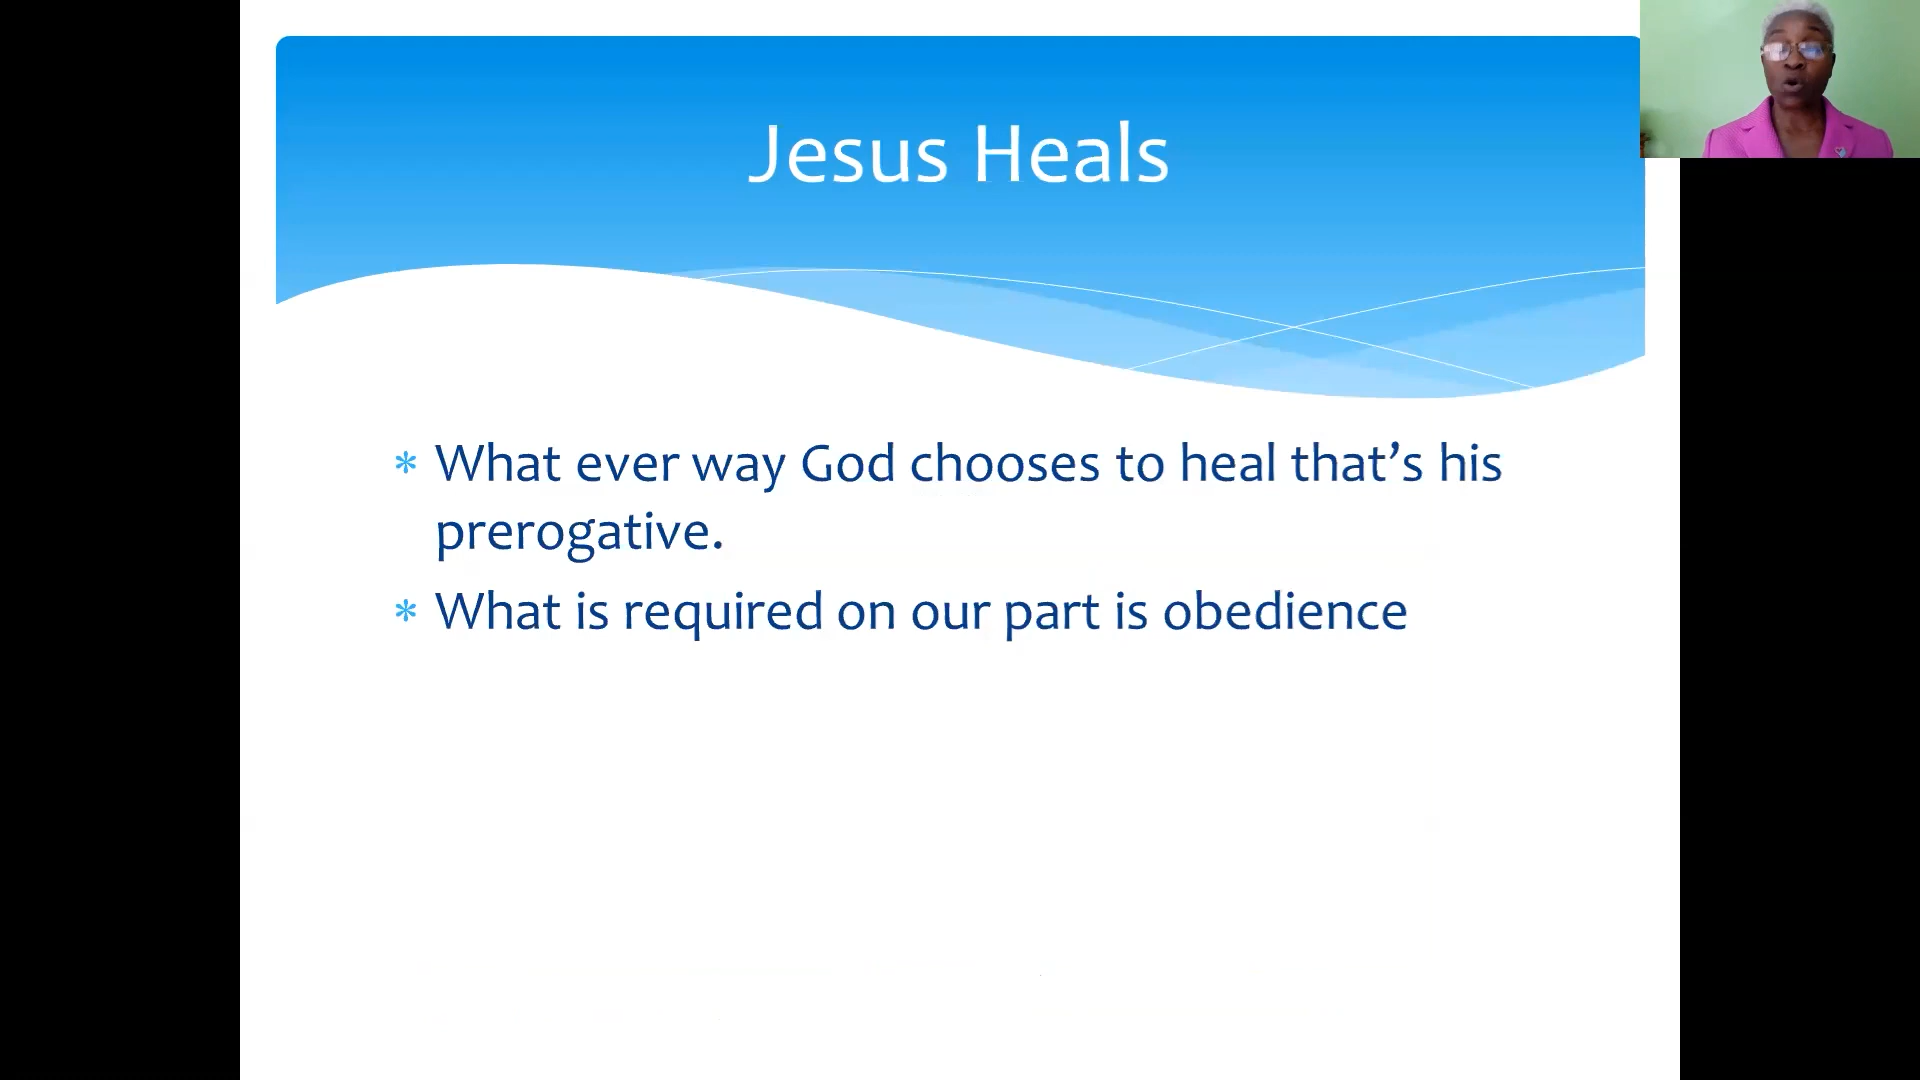 Jesus Heals
* What ever way God chooses to heal that’s his
prerogative.
* What is required on our part is obedience